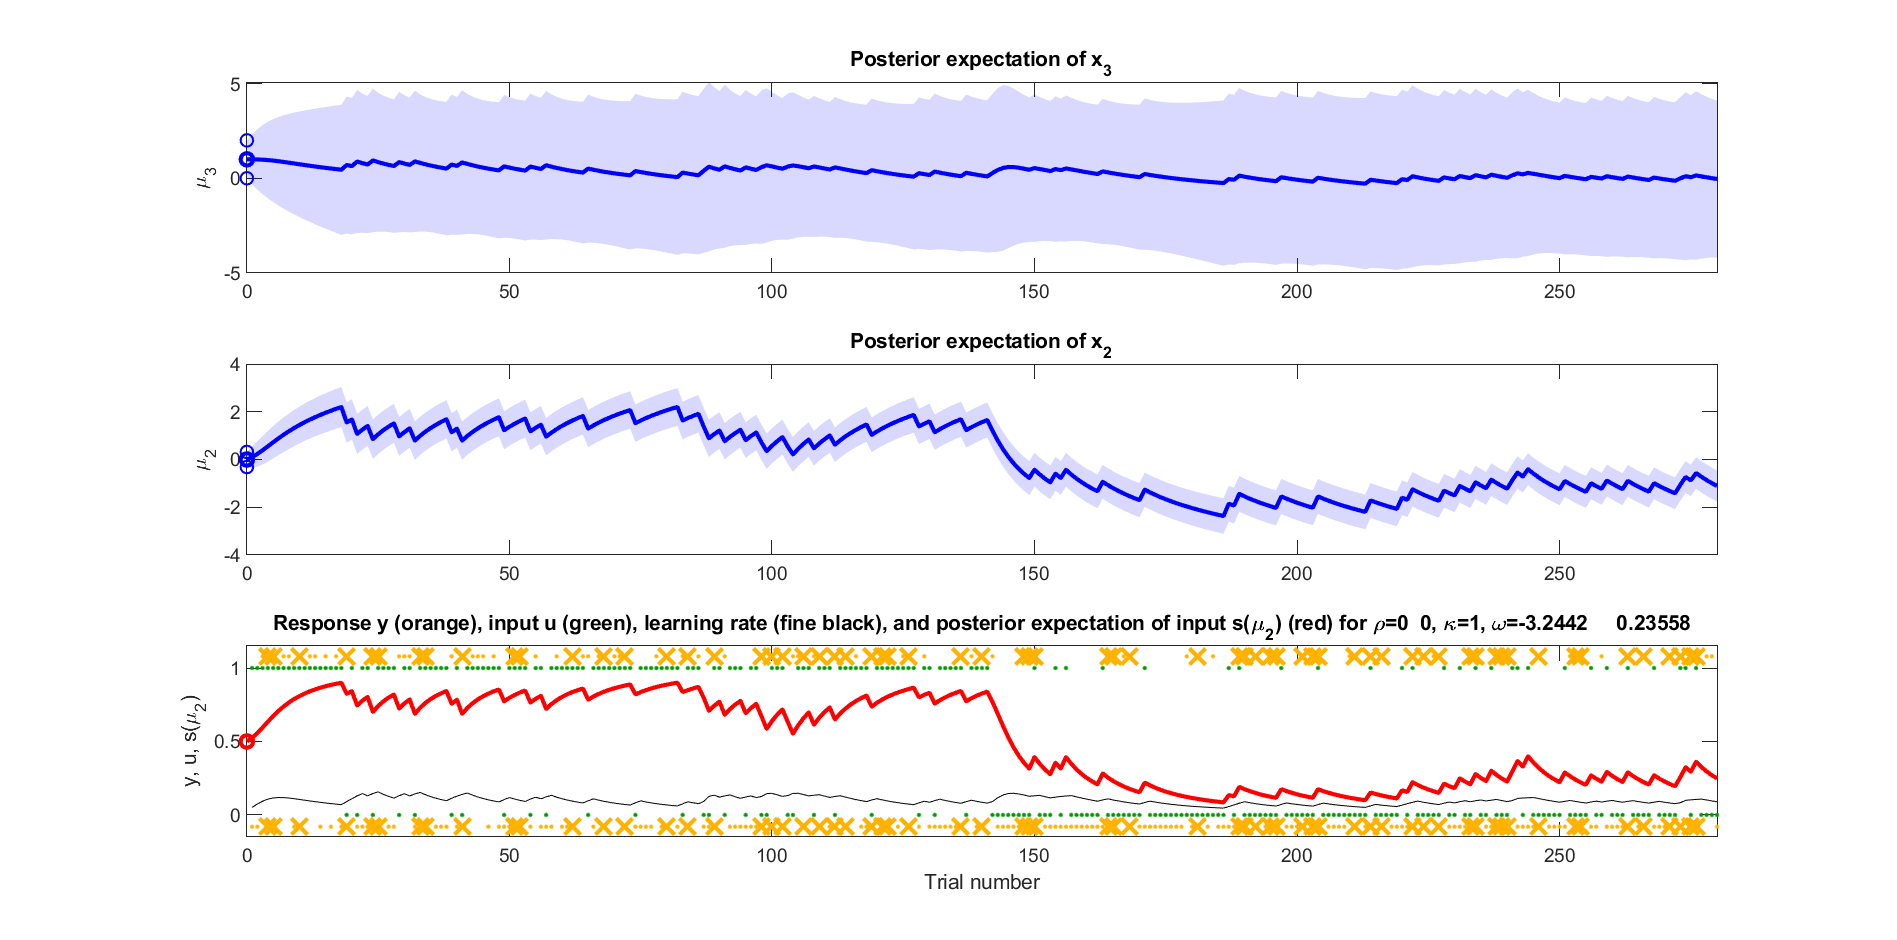 Posterior expectation of x3
5
0
-5
μ3
0 50 100 150 200 250
Posterior expectation of x2
4
2
0
-2
-4
μ2
0 50 100 150 200 250
Response y (orange), input u (green), learning rate (fine black), and posterior expectation of input s(μ2) (red) for ρ=0 0, κ=1, ω=-3.2442 0.23558
1
0.5
0
y, u, s(μ2)
0 50 100 150 200 250
Trial number